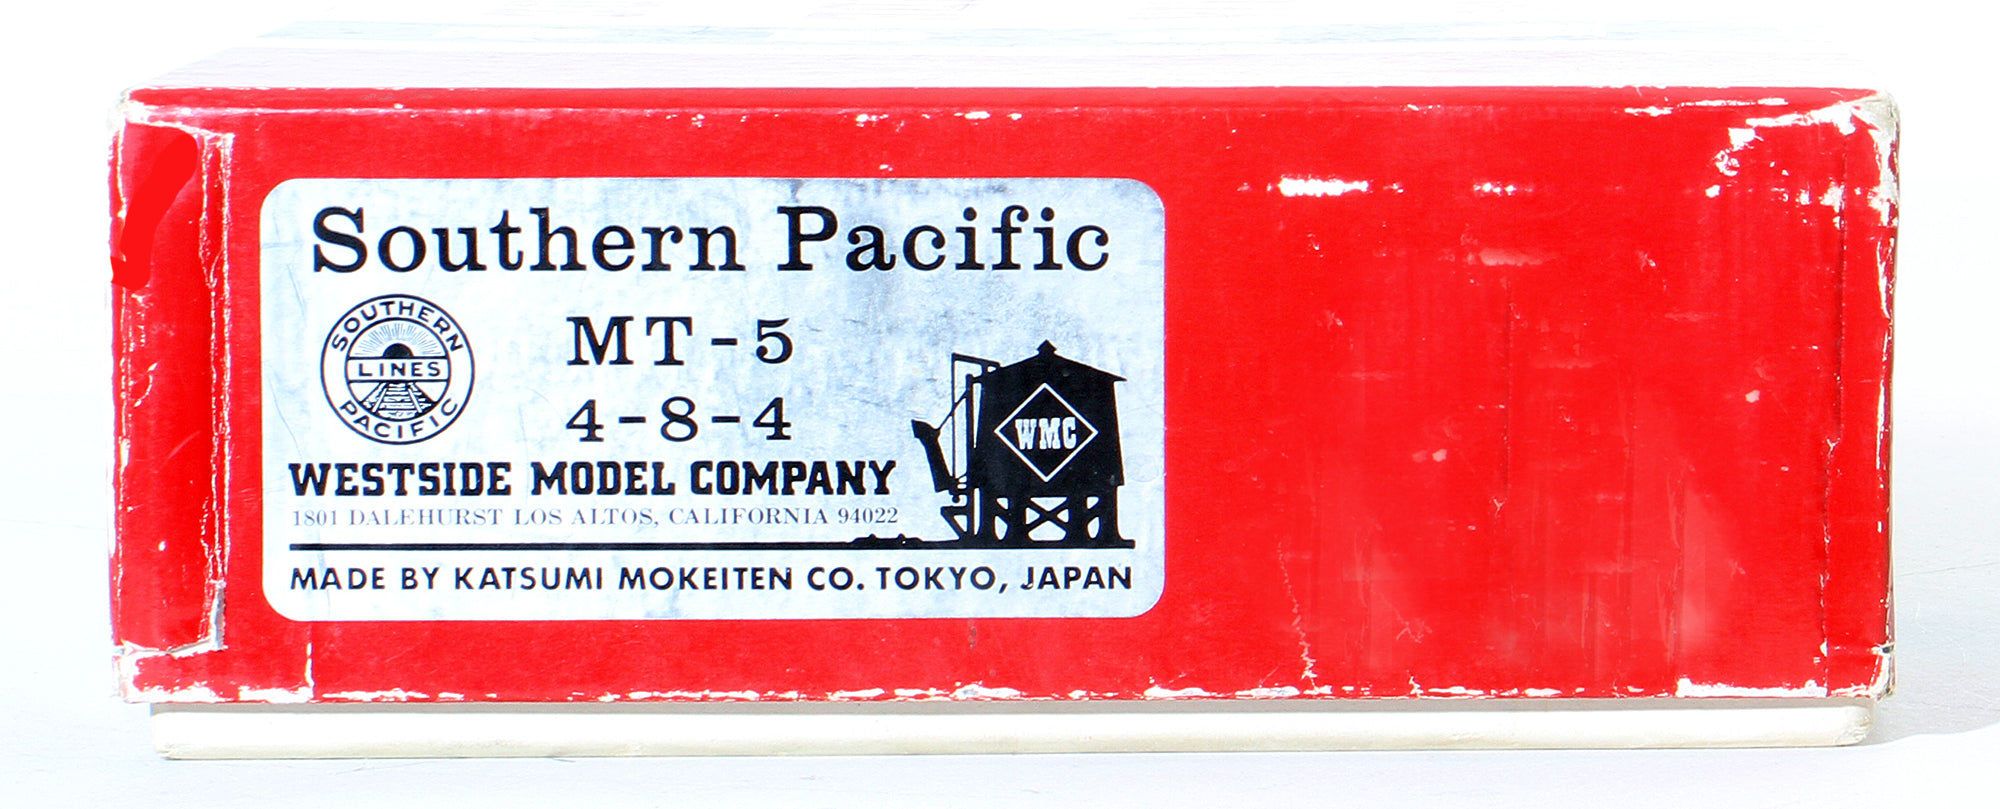 Southern Pacific
SOUTHERN
LINES
PACIFIC
MT-5
4-8-4
WMC
WESTSIDE MODEL COMPANY
1801 DALEHURST LOS ALTOS, CALIFORNIA 94022
MADE BY KATSUMI MOKEITEN CO. TOKYO, JAPAN